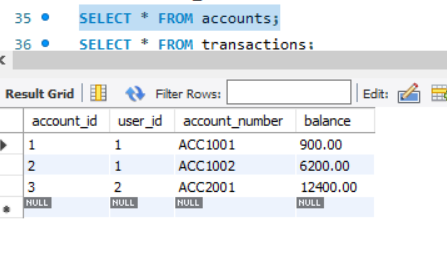 35 SELECT * FROM accounts;
36 SELECT * FROM transactions;
Result Grid Filter Rows: Edit:
account_id user_id account_number balance
1 1 ACC1001 900.00
2 1 ACC1002 6200.00
3 2 ACC2001 12400.00
NULL NULL NULL NULL